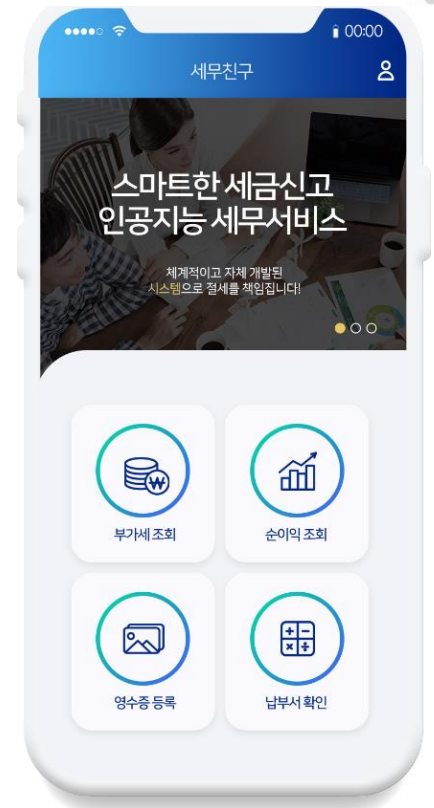 00:00
세무친구
스마트한 세금신고
인공지능 세무서비스
체계적이고 자체 개발된
시스템으로 절세를 책임집니다!
부가세 조회
순이익 조회
영수증 등록
납부서 확인